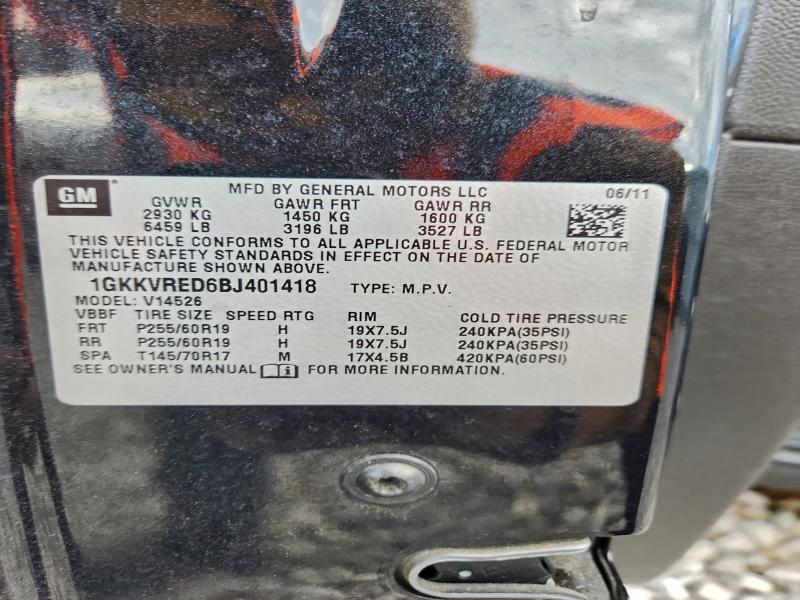 GM
MFD BY GENERAL MOTORS LLC 06/11
GVWR GAWR FRT GAWR RR
2930 KG 1450 KG 1600 KG
6459 LB 3196 LB 3527 LB
THIS VEHICLE CONFORMS TO ALL APPLICABLE U.S. FEDERAL MOTOR
VEHICLE SAFETY STANDARDS IN EFFECT ON THE DATE OF
MANUFACTURE SHOWN ABOVE.
1GKKVRED6BJ401418 TYPE: M.P.V.
MODEL: V14526
VBBF TIRE SIZE SPEED RTG RIM COLD TIRE PRESSURE
FRT P255/60R19 H 19X7.5J 240KPA(35PSI)
RR P255/60R19 H 19X7.5J 240KPA(35PSI)
SPA T145/70R17 M 17X4.5B 420KPA(60PSI)
SEE OWNER'S MANUAL FOR MORE INFORMATION.